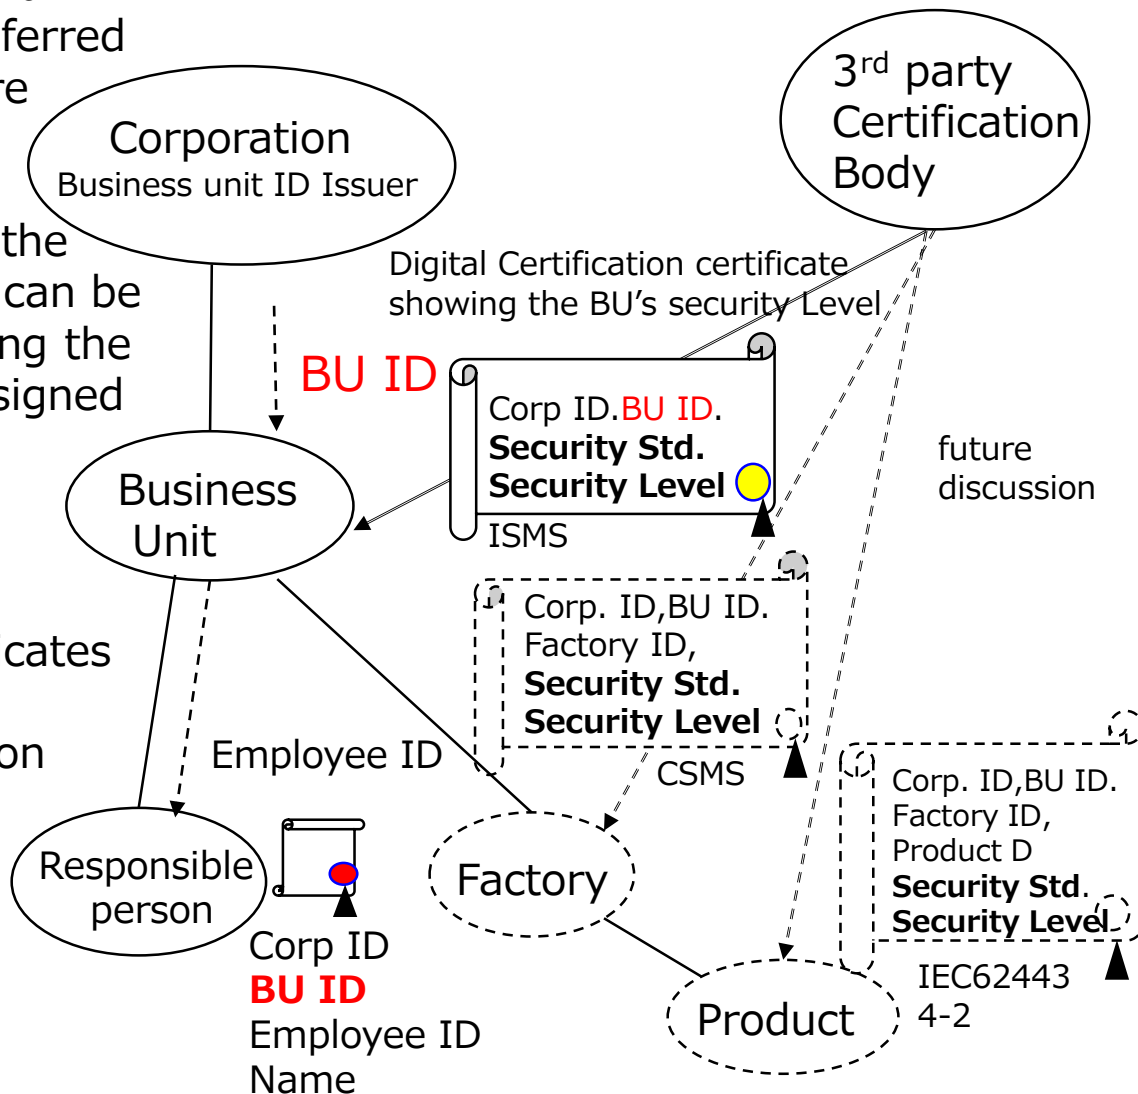 ferred
re
Corporation
Business unit ID Issuer
3rd party
Certification
Body
the
can be
ng the
signed
Digital Certification certificate
showing the BU's security Level
BU ID
Corp ID.BU ID.
Security Std.
Security Level
ISMS
future
discussion
Business
Unit
Corp. ID,BU ID.
Factory ID,
Security Std.
Security Level
CSMS
icates
on
Employee ID
Corp. ID,BU ID.
Factory ID,
Product D
Security Std.
Security Level
IEC62443
4-2
Responsible
person
Factory
Corp ID
BU ID
Employee ID
Name
Product